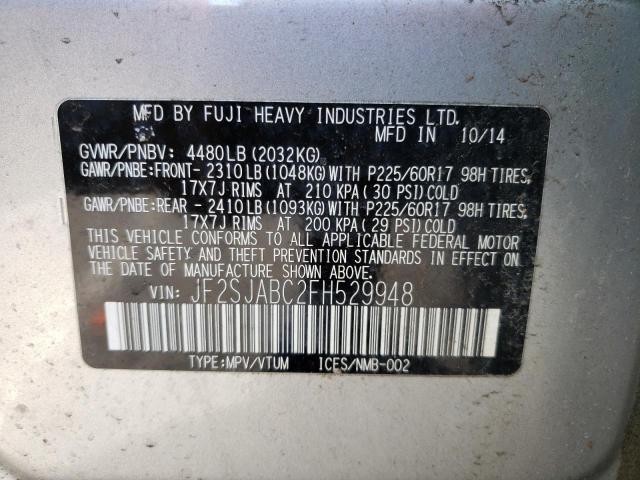 MFD BY FUJI HEAVY INDUSTRIES LTD.
MFD IN 10/14
GVWR/PNBV: 4480LB(2032KG)
GAWR/PNBE:FRONT- 2310LB(1048KG)WITH P225/60R17 98H TIRES,
17X7J RIMS AT 210 KPA(30 PSI)COLD
GAWR/PNBE:REAR - 2410LB(1093KG)WITH P225/60R17 98H TIRES,
17X7J RIMS AT 200 KPA(29 PSI)COLD
THIS VEHICLE CONFORMS TO ALL APPLICABLE FEDERAL MOTOR
VEHICLE SAFETY AND THEFT PREVENTION STANDARDS IN EFFECT ON
THE DATE OF MANUFACTURE SHOWN ABOVE.
VIN: JF2SJABC2FH529948
TYPE:MPV/VTUM ICES/NMB-002